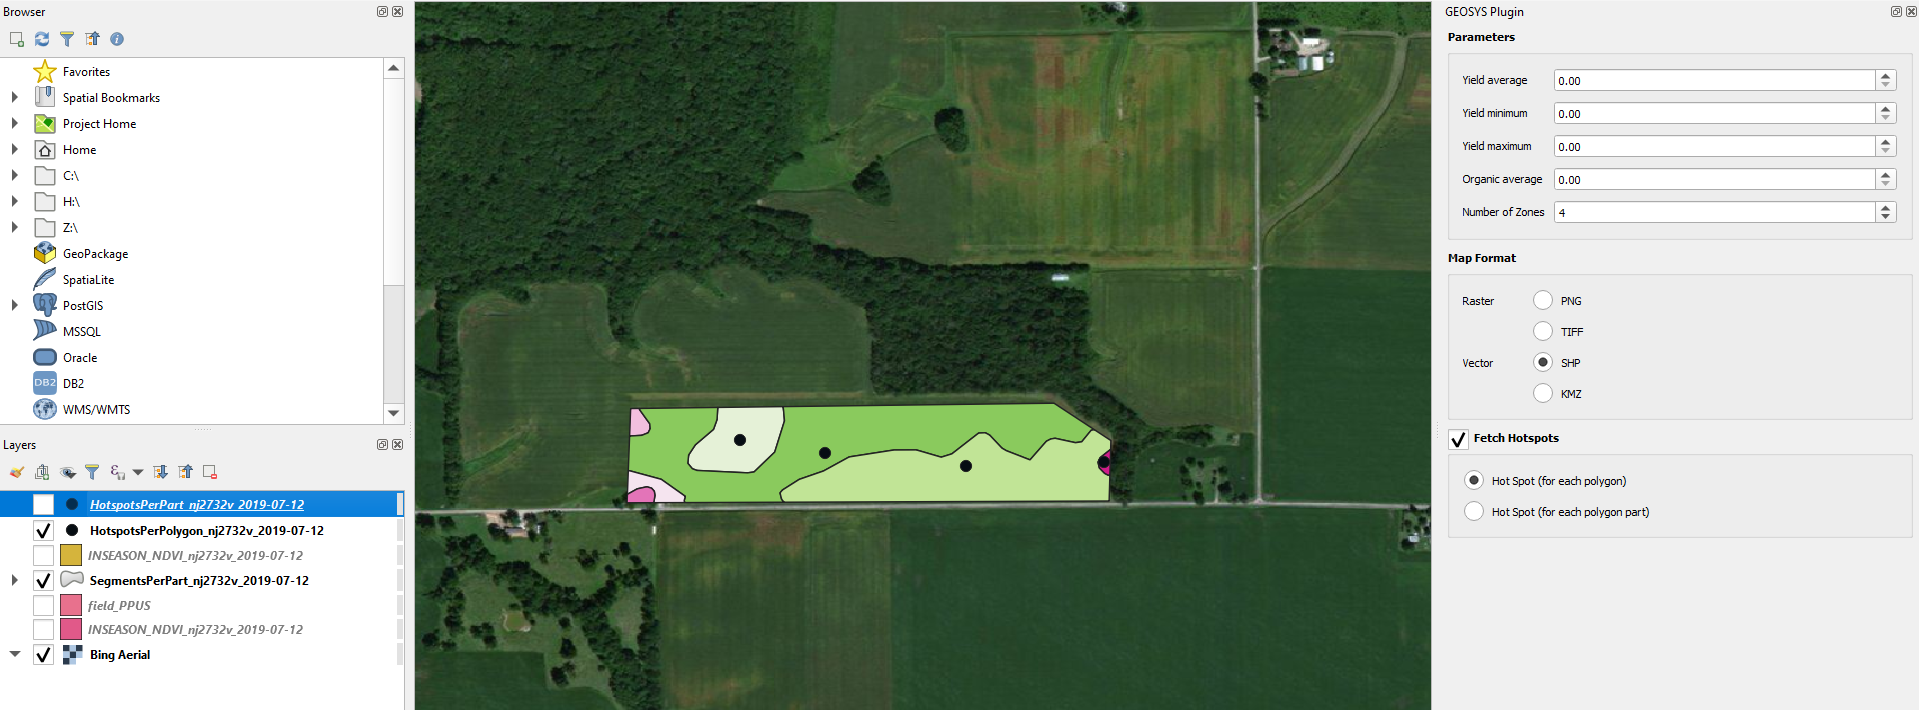 Browser
Favorites
Spatial Bookmarks
Project Home
Home
C:\
H:\
Z:\
GeoPackage
SpatiaLite
PostGIS
MSSQL
Oracle
DB2 DB2
WMS/WMTS
Layers
HotspotsPerPart_nj2732v_2019-07-12
HotspotsPerPolygon_nj2732v_2019-07-12
INSEASON_NDVI_nj2732v_2019-07-12
SegmentsPerPart_nj2732v_2019-07-12
field_PPUS
INSEASON_NDVI_nj2732v_2019-07-12
Bing Aerial
GEOSYS Plugin
Parameters
Yield average 0.00
Yield minimum 0.00
Yield maximum 0.00
Organic average 0.00
Number of Zones 4
Map Format
Raster PNG
TIFF
Vector SHP
KMZ
Fetch Hotspots
Hot Spot (for each polygon)
Hot Spot (for each polygon part)